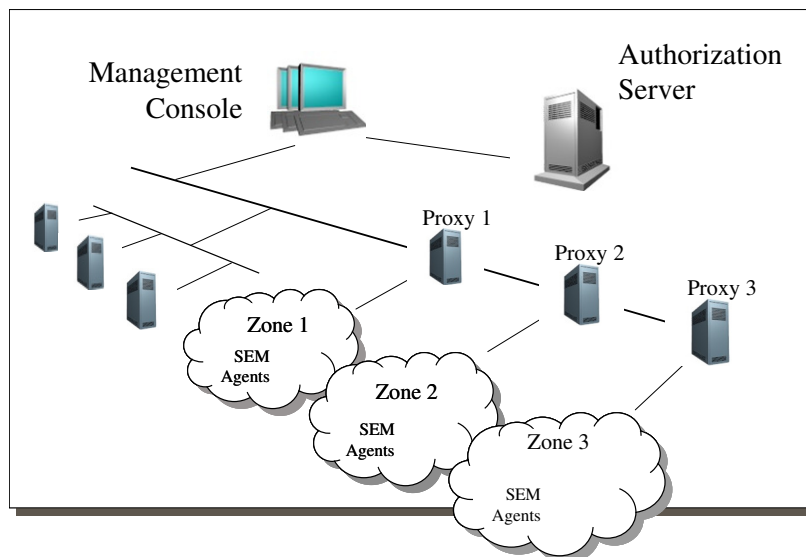 Management
Console
Authorization
Server
Proxy 1
Proxy 2
Proxy 3
Zone 1
SEM
Agents
Zone 2
SEM
Agents
Zone 3
SEM
Agents